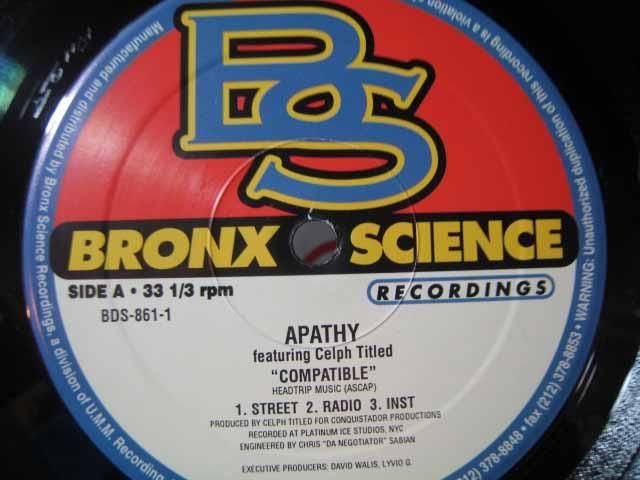 BS
BRONX SCIENCE
RECORDINGS
SIDE A • 33 1/3 rpm
BDS-861-1
APATHY
featuring Celph Titled
"COMPATIBLE"
HEADTRIP MUSIC (ASCAP)
1. STREET 2. RADIO 3. INST
PRODUCED BY CELPH TITLED FOR CONQUISTADOR PRODUCTIONS
RECORDED AT PLATINUM ICE STUDIOS, NYC
ENGINEERED BY CHRIS "DA NEGOTIATOR" SABIAN
EXECUTIVE PRODUCERS: DAVID WALIS, LYVIO G.
Manufactured and distributed by Bronx Science Recordings, a division of U.M.M. Recording
(212) 378-8848 • fax (212) 378-8853 • WARNING: Unauthorized duplication of this recording is a violation